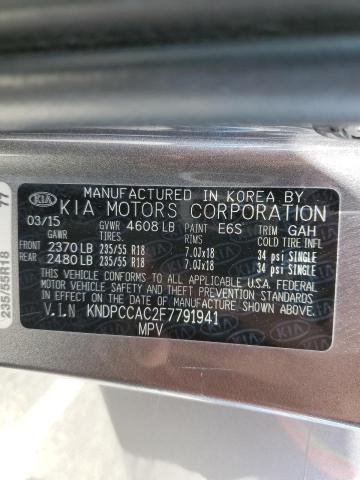 MANUFACTURED IN KOREA BY
KIA KIA MOTORS CORPORATION
03/15 GVWR 4608 LB PAINT E6S TRIM GAH
GAWR RIMS COLD TIRE INFL
FRONT 2370 LB 235/55 R18 7.0Jx18 34 psi SINGLE
REAR 2480 LB 235/55 R18 7.0Jx18 34 psi SINGLE
THIS VEHICLE CONFORMS TO ALL APPLICABLE U.S.A FEDERAL
MOTOR VEHICLE SAFETY AND THEFT PREVENTION
STANDARDS IN EFFECT ON THE DATE OF
MANUFACTURE SHOWN ABOVE.
V.I.N KNDPCCAC2F7791941
MPV
235/55R18 77